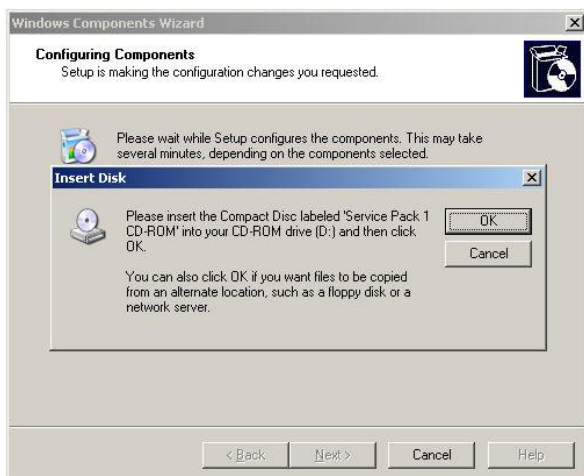 Windows Components Wizard
Configuring Components
Setup is making the configuration changes you requested.
Please wait while Setup configures the components. This may take
several minutes, depending on the components selected.
Insert Disk
Please insert the Compact Disc labeled 'Service Pack 1
CD-ROM' into your CD-ROM drive (D:) and then click
OK.
You can also click OK if you want files to be copied
from an alternate location, such as a floppy disk or a
network server.
OK
Cancel
< Back
Next >
Cancel
Help